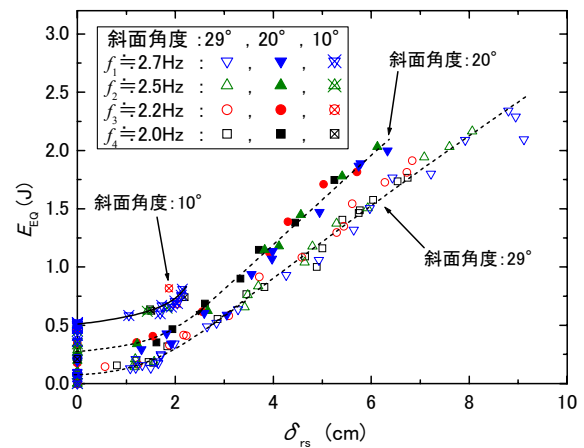 斜面角度：29° 20° 10°
f₁≒2.7Hz : ▽ , ▼ ,
f₂≒2.5Hz : △ , ▲ ,
f₃≒2.2Hz : ○ , ● , ⊗
f₄≒2.0Hz : □ , ■ , ⊠
斜面角度：20°
斜面角度：10°
斜面角度：29°
3.0
2.5
2.0
1.5
1.0
0.5
0.0
E_EQ (J)
0 2 4 6 8 10
δ_rs (cm)